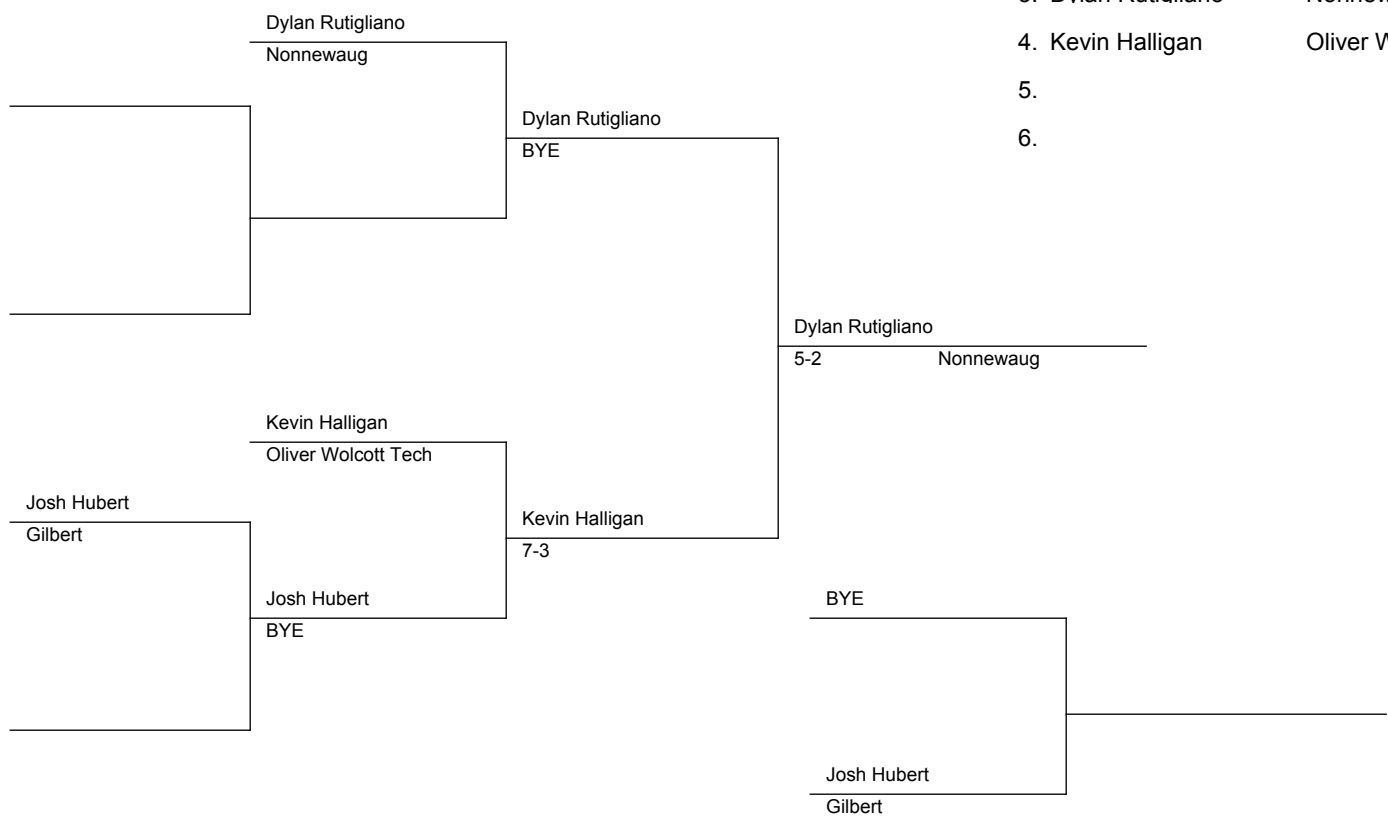 Dylan Rutigliano
Nonnewaug
4. Kevin Halligan Oliver
5.
6.
Dylan Rutigliano
BYE
Dylan Rutigliano
5-2 Nonnewaug
Kevin Halligan
Oliver Wolcott Tech
Josh Hubert
Gilbert
Kevin Halligan
7-3
Josh Hubert
BYE
BYE
Josh Hubert
Gilbert